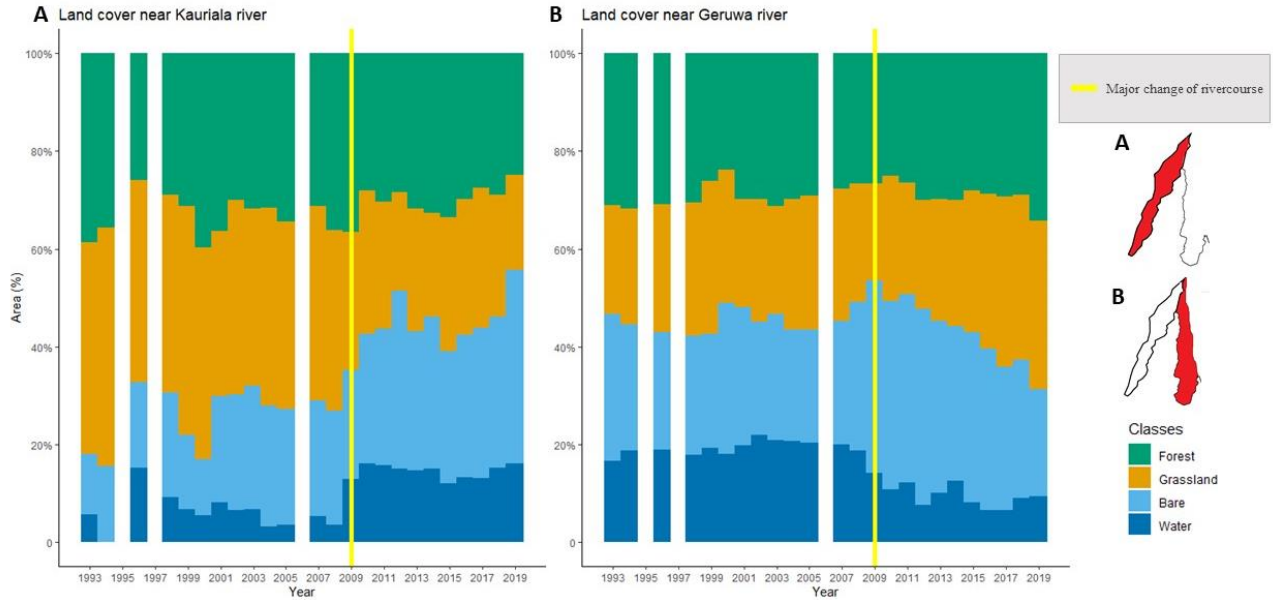 A Land cover near Kauriala river
100%
80%
60%
40%
20%
0
Area (%)
1993 1995 1997 1999 2001 2003 2005 2007 2009 2011 2013 2015 2017 2019
Year
B Land cover near Geruwa river
100%
80%
60%
40%
20%
0
1993 1995 1997 1999 2001 2003 2005 2007 2009 2011 2013 2015 2017 2019
Year
Major change of rivercourse
A
B
Classes
Forest
Grassland
Bare
Water